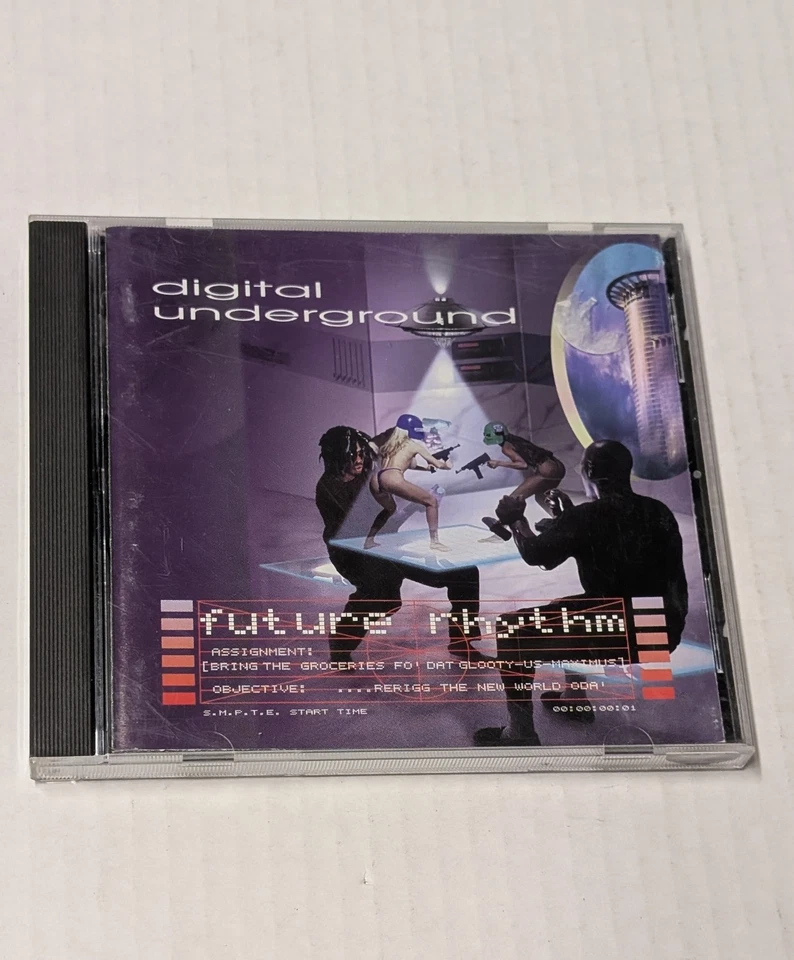 digital
undergroünd
future rhythm
ASSIGNMENT:
[BRING THE GROCERIES FO' DAT GLOOTY-US-MAXIMUS]
OBJECTIVE: ....RERIGG THE NEW WORLD ODA'
S.M.P.T.E. START TIME 00:00:00:01